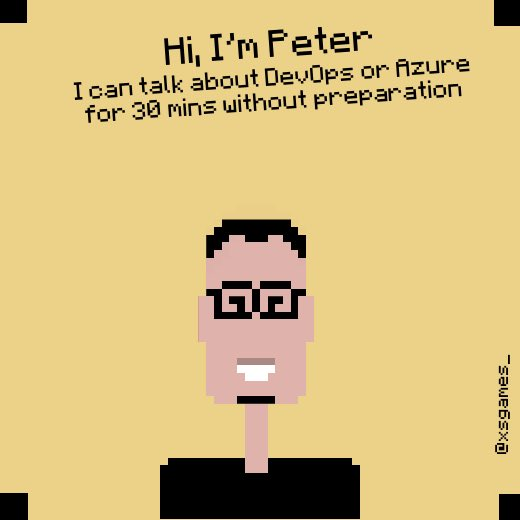 Hi, I'm Peter
I can talk about DevOps or Azure
for 30 mins without preparation
@xsgames_